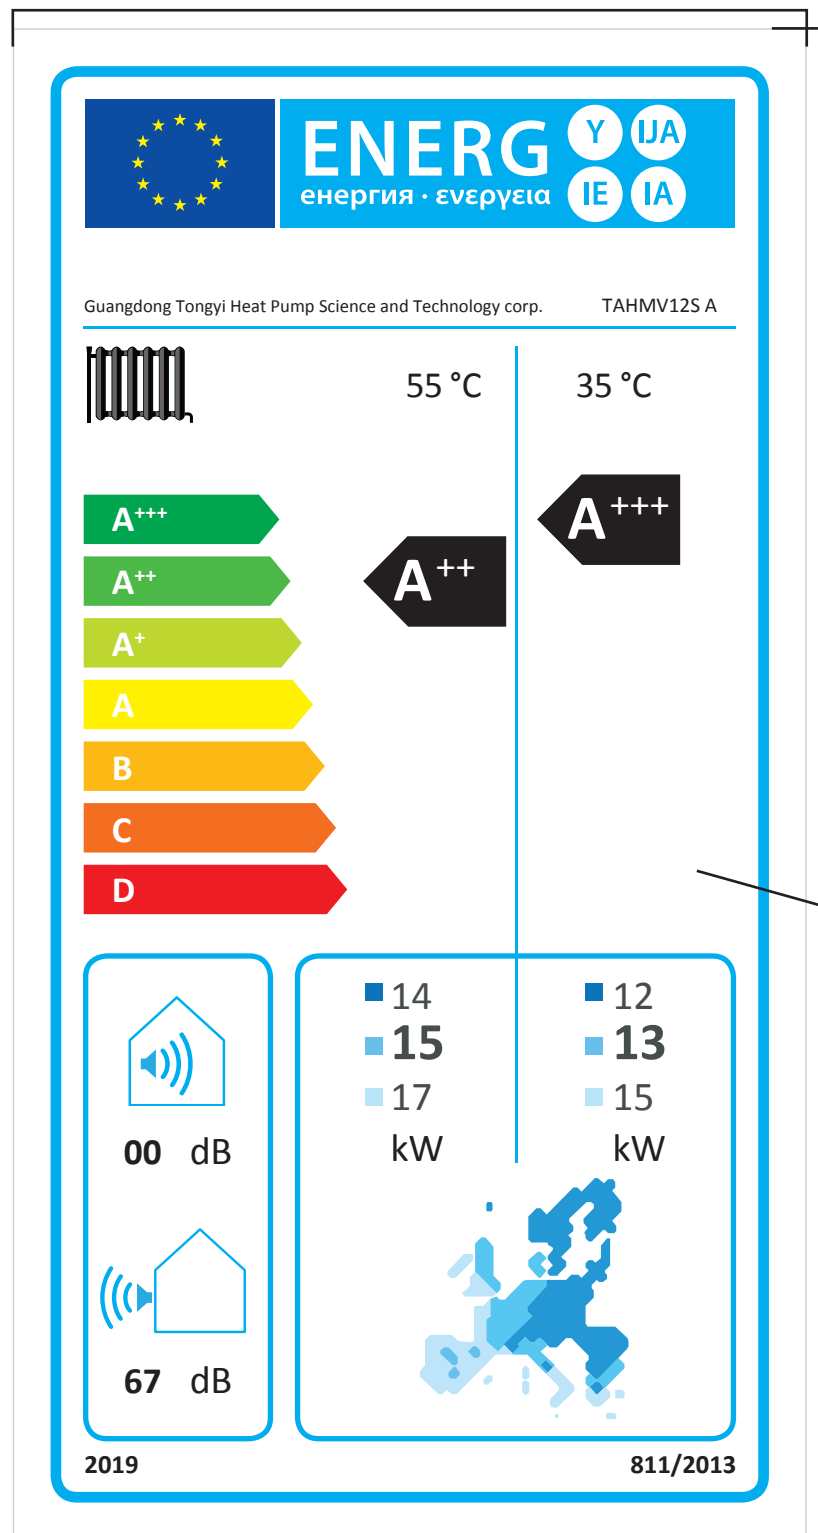 ENERG Y IJA
енергия · ενεργεια IE IA
Guangdong Tongyi Heat Pump Science and Technology corp. TAHMV12S A
55 °C 35 °C
A+++ A+++
A++ A++
A+
A
B
C
D
14 12
15 13
17 15
kW kW
00 dB
67 dB
2019 811/2013